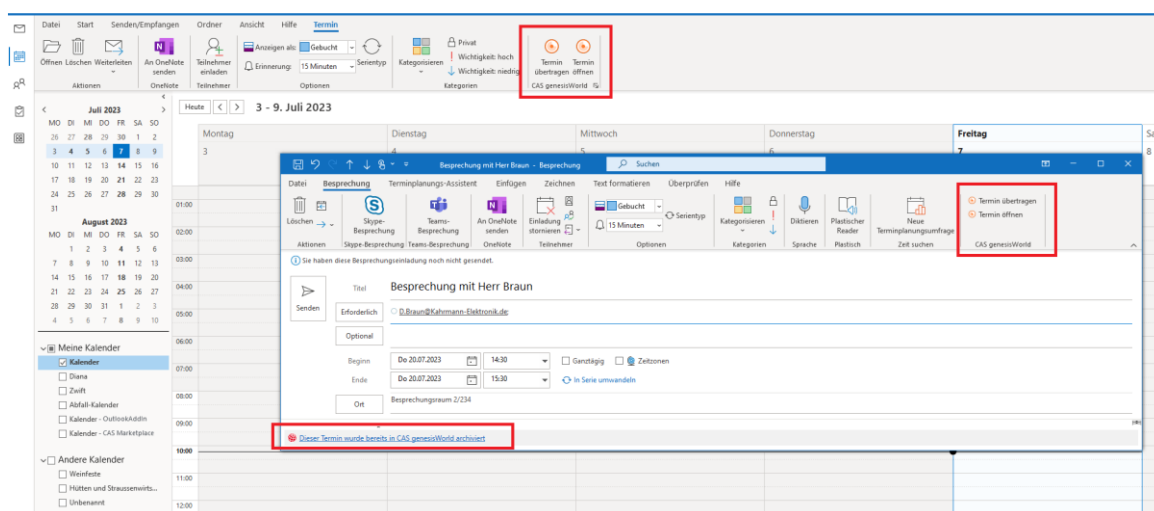 Datei Start Senden/Empfangen Ordner Ansicht Hilfe Termin
Öffnen Löschen Weiterleiten
An OneNote senden
Teilnehmer einladen
Anzeigen als: Gebucht
Erinnerung: 15 Minuten
Serientyp
Kategorisieren
Privat
Wichtigkeit: hoch
Wichtigkeit: niedrig
Termin übertragen
Termin öffnen
Aktionen OneNote Teilnehmer Optionen Kategorien CAS genesisWorld
Juli 2023
MO DI MI DO FR SA SO
26 27 28 29 30 1 2
3 4 5 6 7 8 9
10 11 12 13 14 15 16
17 18 19 20 21 22 23
24 25 26 27 28 29 30
31
August 2023
MO DI MI DO FR SA SO
1 2 3 4 5 6
7 8 9 10 11 12 13
14 15 16 17 18 19 20
21 22 23 24 25 26 27
28 29 30 31 1 2 3
4 5 6 7 8 9 10
Meine Kalender
Kalender
Diana
Zwift
Abfall-Kalender
Kalender - OutlookAddIn
Kalender - CAS Marketplace
Andere Kalender
Weinfeste
Hütten und Straussenwirts...
Unbenannt
Heute 3 - 9. Juli 2023
Montag Dienstag Mittwoch Donnerstag Freitag Sa
3 4 5 6 7 8
01:00
02:00
03:00
04:00
05:00
06:00
07:00
08:00
09:00
10:00
11:00
12:00
Besprechung mit Herr Braun - Besprechung
Suchen
Datei Besprechung Terminplanungs-Assistent Einfügen Zeichnen Text formatieren Überprüfen Hilfe
Löschen
Skype-Besprechung
Teams-Besprechung
An OneNote senden
Einladung stornieren
Gebucht
15 Minuten
Serientyp
Kategorisieren
Diktieren
Plastischer Reader
Neue Terminplanungsumfrage
Termin übertragen
Termin öffnen
Aktionen Skype-Besprechung Teams-Besprechung OneNote Teilnehmer Optionen Kategorien Sprache Plastisch Zeit suchen CAS genesisWorld
Sie haben diese Besprechungseinladung noch nicht gesendet.
Senden
Titel Besprechung mit Herr Braun
Erforderlich D.Braun@Kahrmann-Elektronik.de
Optional
Beginn Do 20.07.2023 14:30 Ganztägig Zeitzonen
Ende Do 20.07.2023 15:30 In Serie umwandeln
Ort Besprechungsraum 2/234
Dieser Termin wurde bereits in CAS genesisWorld archiviert